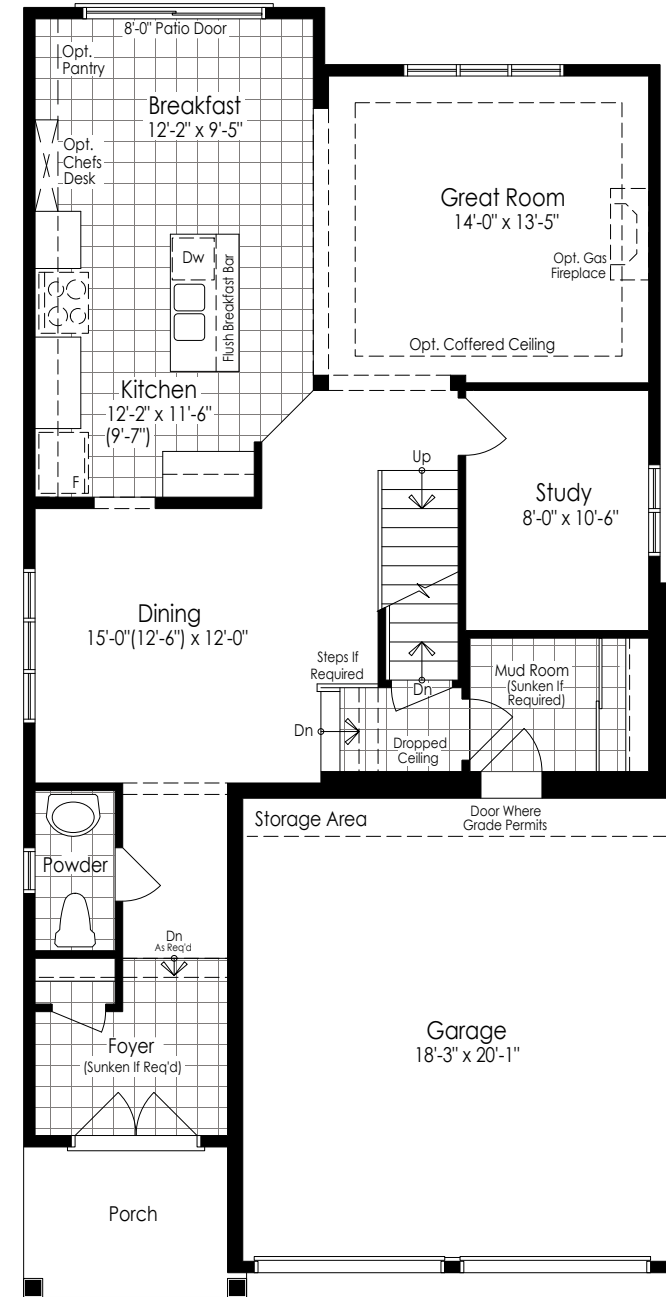 8'-0" Patio Door
Opt.
Pantry
Breakfast
12'-2" x 9'-5"
Opt.
Chefs
Desk
Great Room
14'-0" x 13'-5"
Opt. Gas
Fireplace
Dw
Flush Breakfast Bar
Opt. Coffered Ceiling
Kitchen
12'-2" x 11'-6"
(9'-7")
F
Up
Study
8'-0" x 10'-6"
Dining
15'-0"(12'-6") x 12'-0"
Steps If
Required
Dn
Mud Room
(Sunken If
Required)
Dn
Dropped
Ceiling
Storage Area
Door Where
Grade Permits
Powder
Dn
As Req'd
Foyer
(Sunken If Req'd)
Garage
18'-3" x 20'-1"
Porch